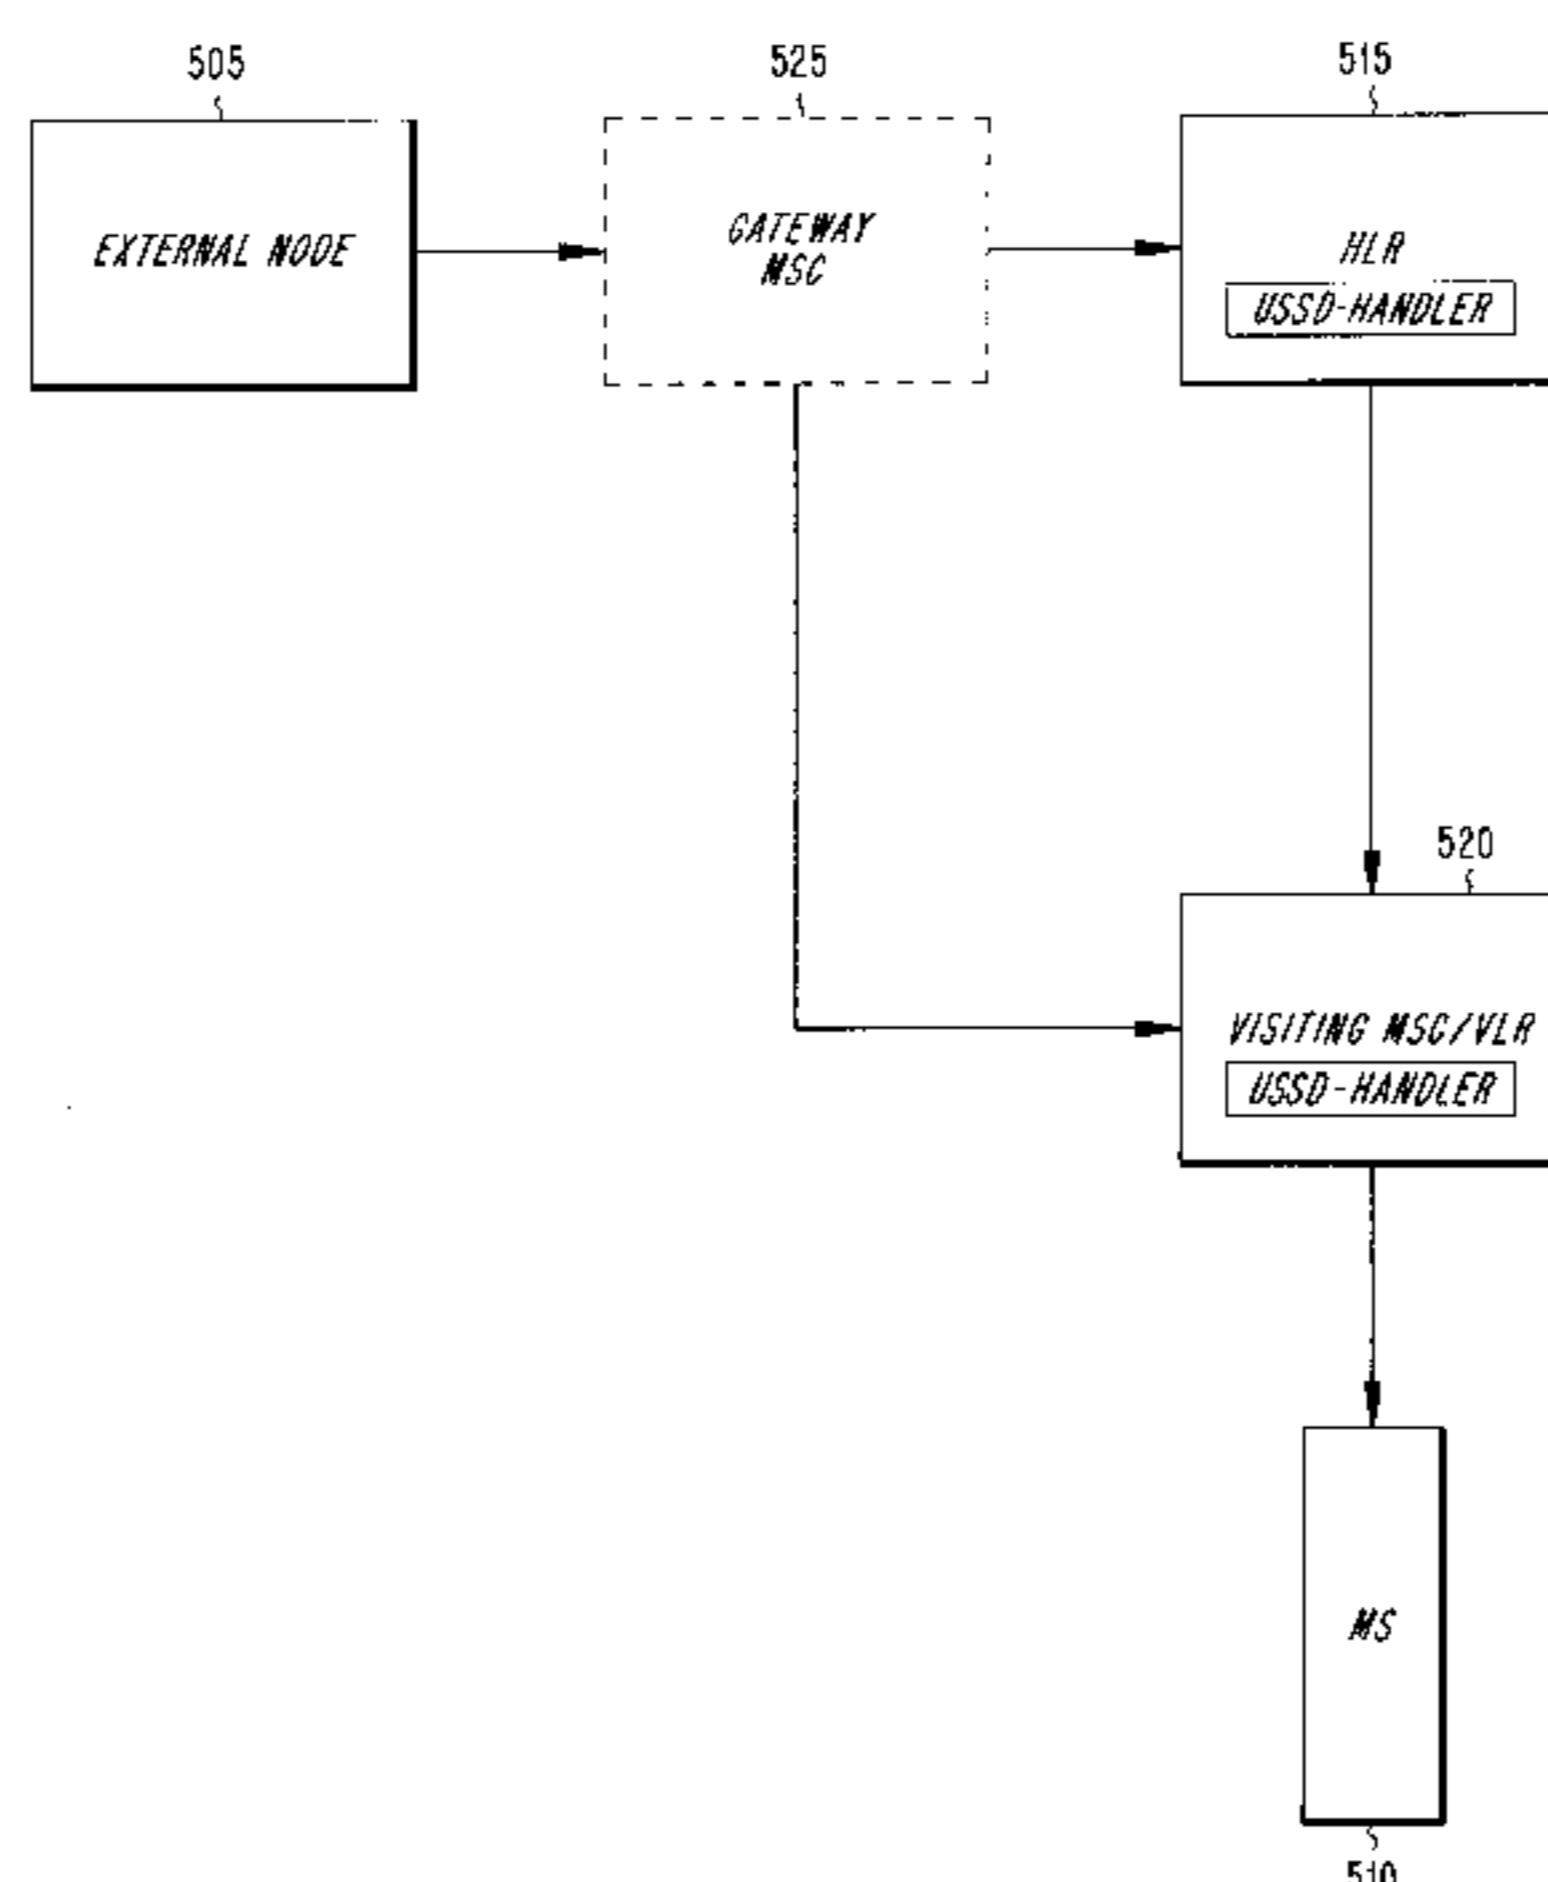 505
525
515
EXTERNAL NODE
GATEWAY
MSC
HLR
USSD-HANDLER
520
VISITING MSC/VLR
USSD-HANDLER
MS
510